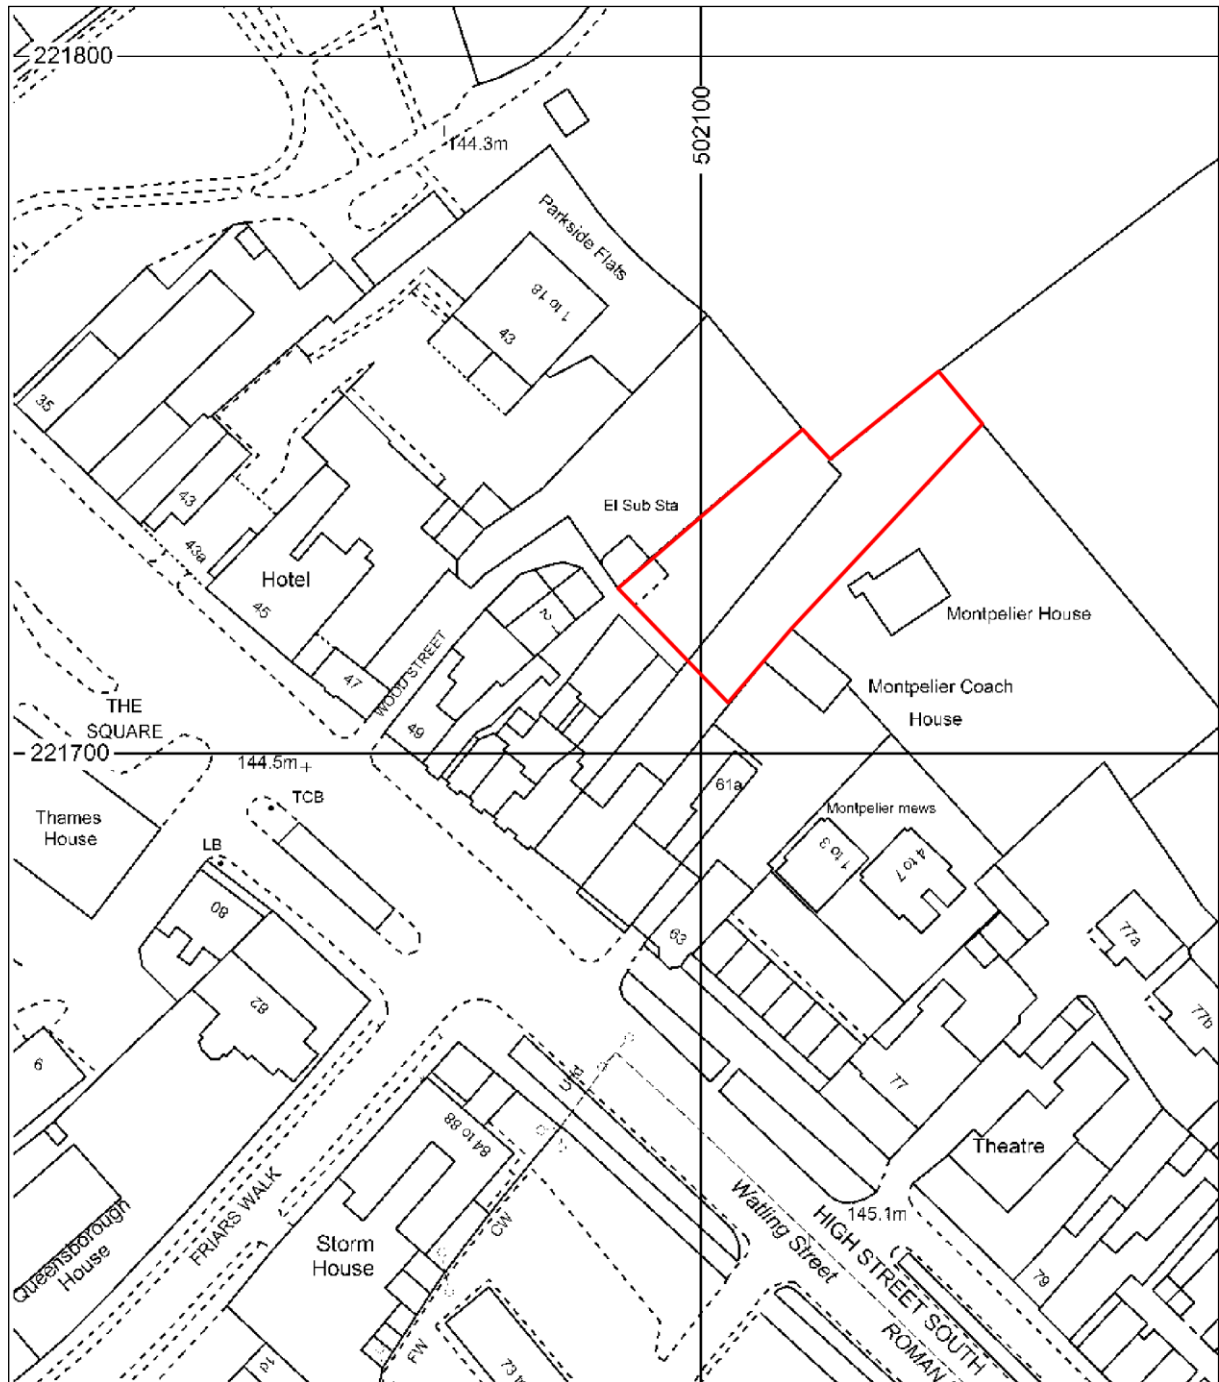 221800
502100
144.3m
Parkside Flats
1 to 18
43
35
43
43a
El Sub Sta
Hotel
45
2
WOOD STREET
47
49
Montpelier House
Montpelier Coach
House
THE
SQUARE
221700
144.5m
TCB
61a
Montpelier mews
1 to 3
4 to 7
Thames
House
LB
80
63
77a
77b
82
9
Und
77
84 to 88
Theatre
FRIARS WALK
CW
Watling Street
145.1m
HIGH STREET SOUTH
ROMAN
Queensborough
House
Storm
House
79
FW